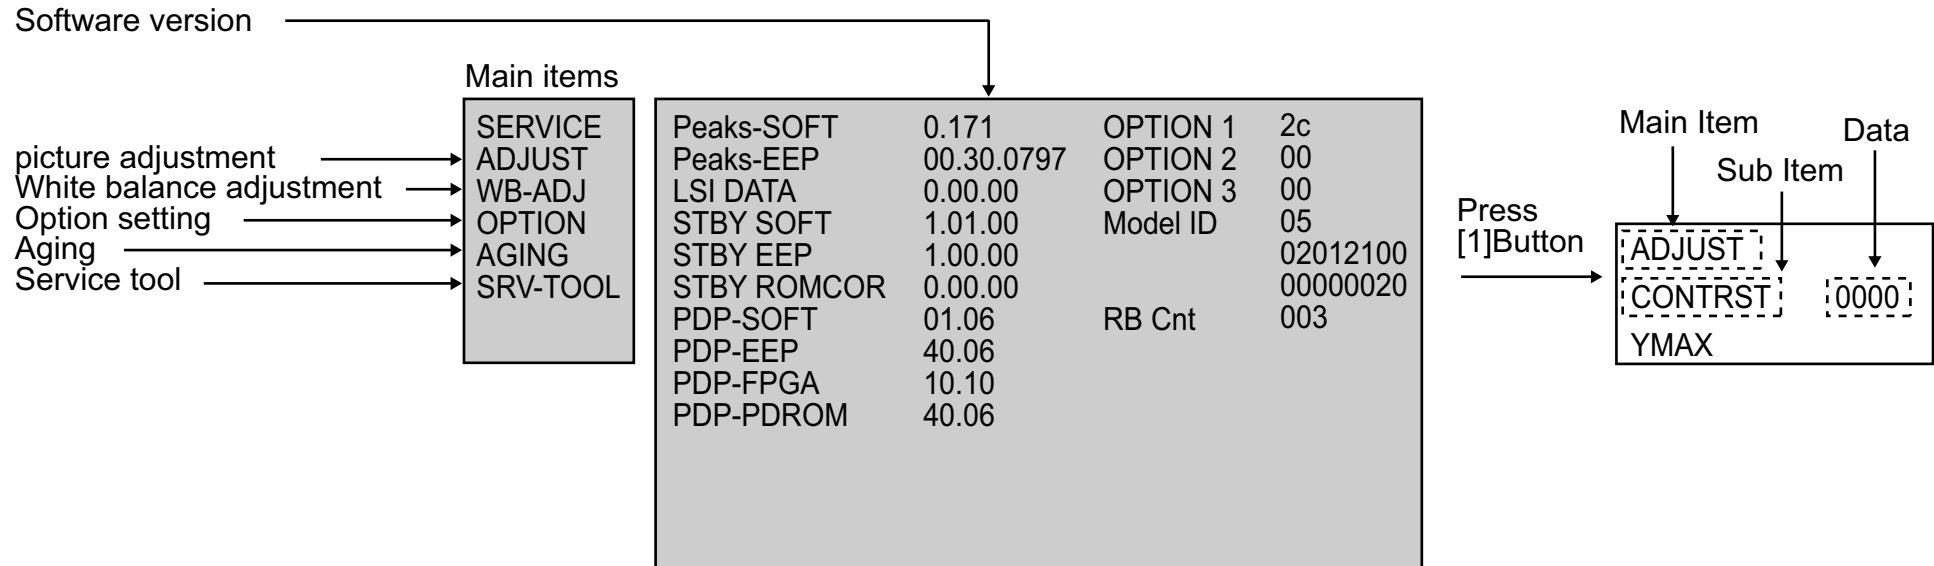 Software version
Main items
SERVICE
picture adjustment ADJUST
White balance adjustment WB-ADJ
Option setting OPTION
Aging AGING
Service tool SRV-TOOL
Peaks-SOFT 0.171 OPTION 1 2c
Peaks-EEP 00.30.0797 OPTION 2 00
LSI DATA 0.00.00 OPTION 3 00
STBY SOFT 1.01.00 Model ID 05
STBY EEP 1.00.00 02012100
STBY ROMCOR 0.00.00 00000020
PDP-SOFT 01.06 RB Cnt 003
PDP-EEP 40.06
PDP-FPGA 10.10
PDP-PDROM 40.06
Press
[1]Button
Main Item
Sub Item
Data
ADJUST
CONTRST 0000
YMAX